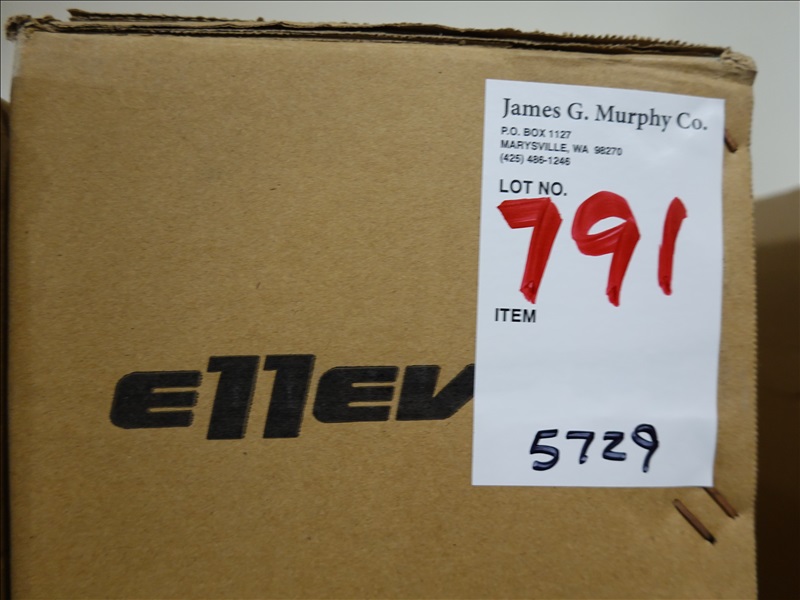 James G. Murphy Co.
P.O. BOX 1127
MARYSVILLE, WA 98270
(425) 486-1246
LOT NO.
791
ITEM
5729
e11ev